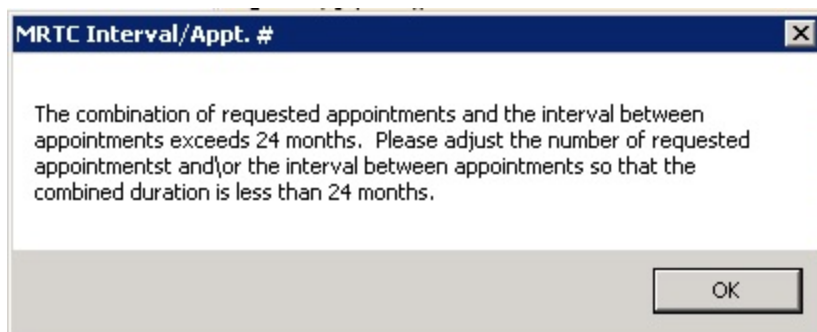 MRTC Interval/Appt. #
The combination of requested appointments and the interval between
appointments exceeds 24 months.  Please adjust the number of requested
appointmentst and\or the interval between appointments so that the
combined duration is less than 24 months.
OK